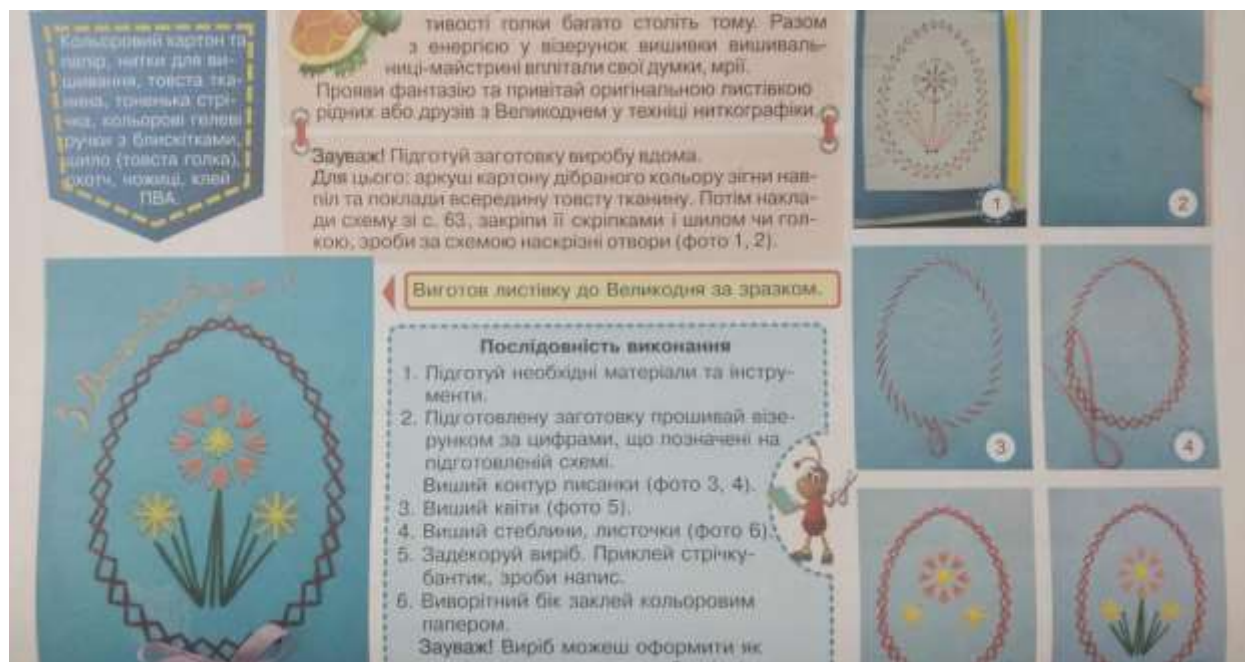 Кольоровий картон та
папір, нитки для ви-
шивання, товста тка-
нина, тоненька стріч-
ка, кольорові гелеві
ручки з блискітками,
шило (товста голка),
скотч, ножиці, клей
ПВА.
тивості голки багато століть тому. Разом
з енергією у візерунок вишивки вишиваль-
ниці-майстрині вплітали свої думки, мрії.
Прояви фантазію та привітай оригінальною листівкою
рідних або друзів з Великоднем у техніці ниткографіки.
Зауваж! Підготуй заготовку виробу вдома.
Для цього: аркуш картону дібраного кольору зігни нав-
піл та поклади всередину товсту тканину. Потім накла-
ди схему зі с. 63, закріпи її скріпками і шилом чи гол-
кою, зроби за схемою наскрізні отвори (фото 1, 2).
Виготов листівку до Великодня за зразком.
З Великоднем!
Послідовність виконання
1. Підготуй необхідні матеріали та інстру-
менти.
2. Підготовлену заготовку прошивай візе-
рунком за цифрами, що позначені на
підготовленій схемі.
Виший контур писанки (фото 3, 4).
3. Виший квіти (фото 5).
4. Виший стеблини, листочки (фото 6).
5. Задекоруй виріб. Приклей стрічку-
бантик, зроби напис.
6. Виворітний бік заклей кольоровим
папером.
Зауваж! Виріб можеш оформити як
1
2
3
4